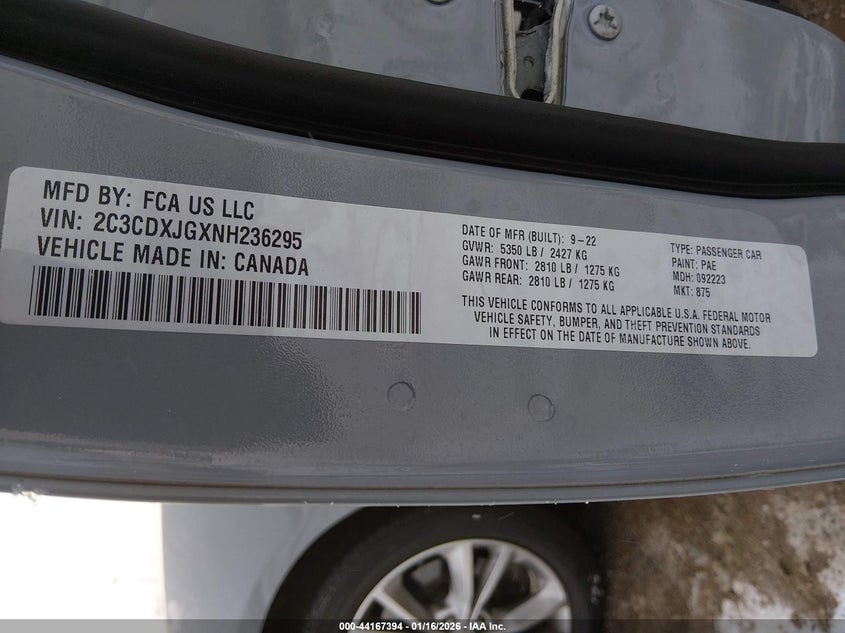 MFD BY: FCA US LLC
VIN: 2C3CDXJGXNH236295
VEHICLE MADE IN: CANADA
DATE OF MFR (BUILT): 9-22
GVWR: 5350 LB / 2427 KG
GAWR FRONT: 2810 LB / 1275 KG
GAWR REAR: 2810 LB / 1275 KG
TYPE: PASSENGER CAR
PAINT: PAE
MDH: 092223
MKT: 875
THIS VEHICLE CONFORMS TO ALL APPLICABLE U.S.A. FEDERAL MOTOR
VEHICLE SAFETY, BUMPER, AND THEFT PREVENTION STANDARDS
IN EFFECT ON THE DATE OF MANUFACTURE SHOWN ABOVE.
000-44167394 - 01/16/2026 - IAA Inc.